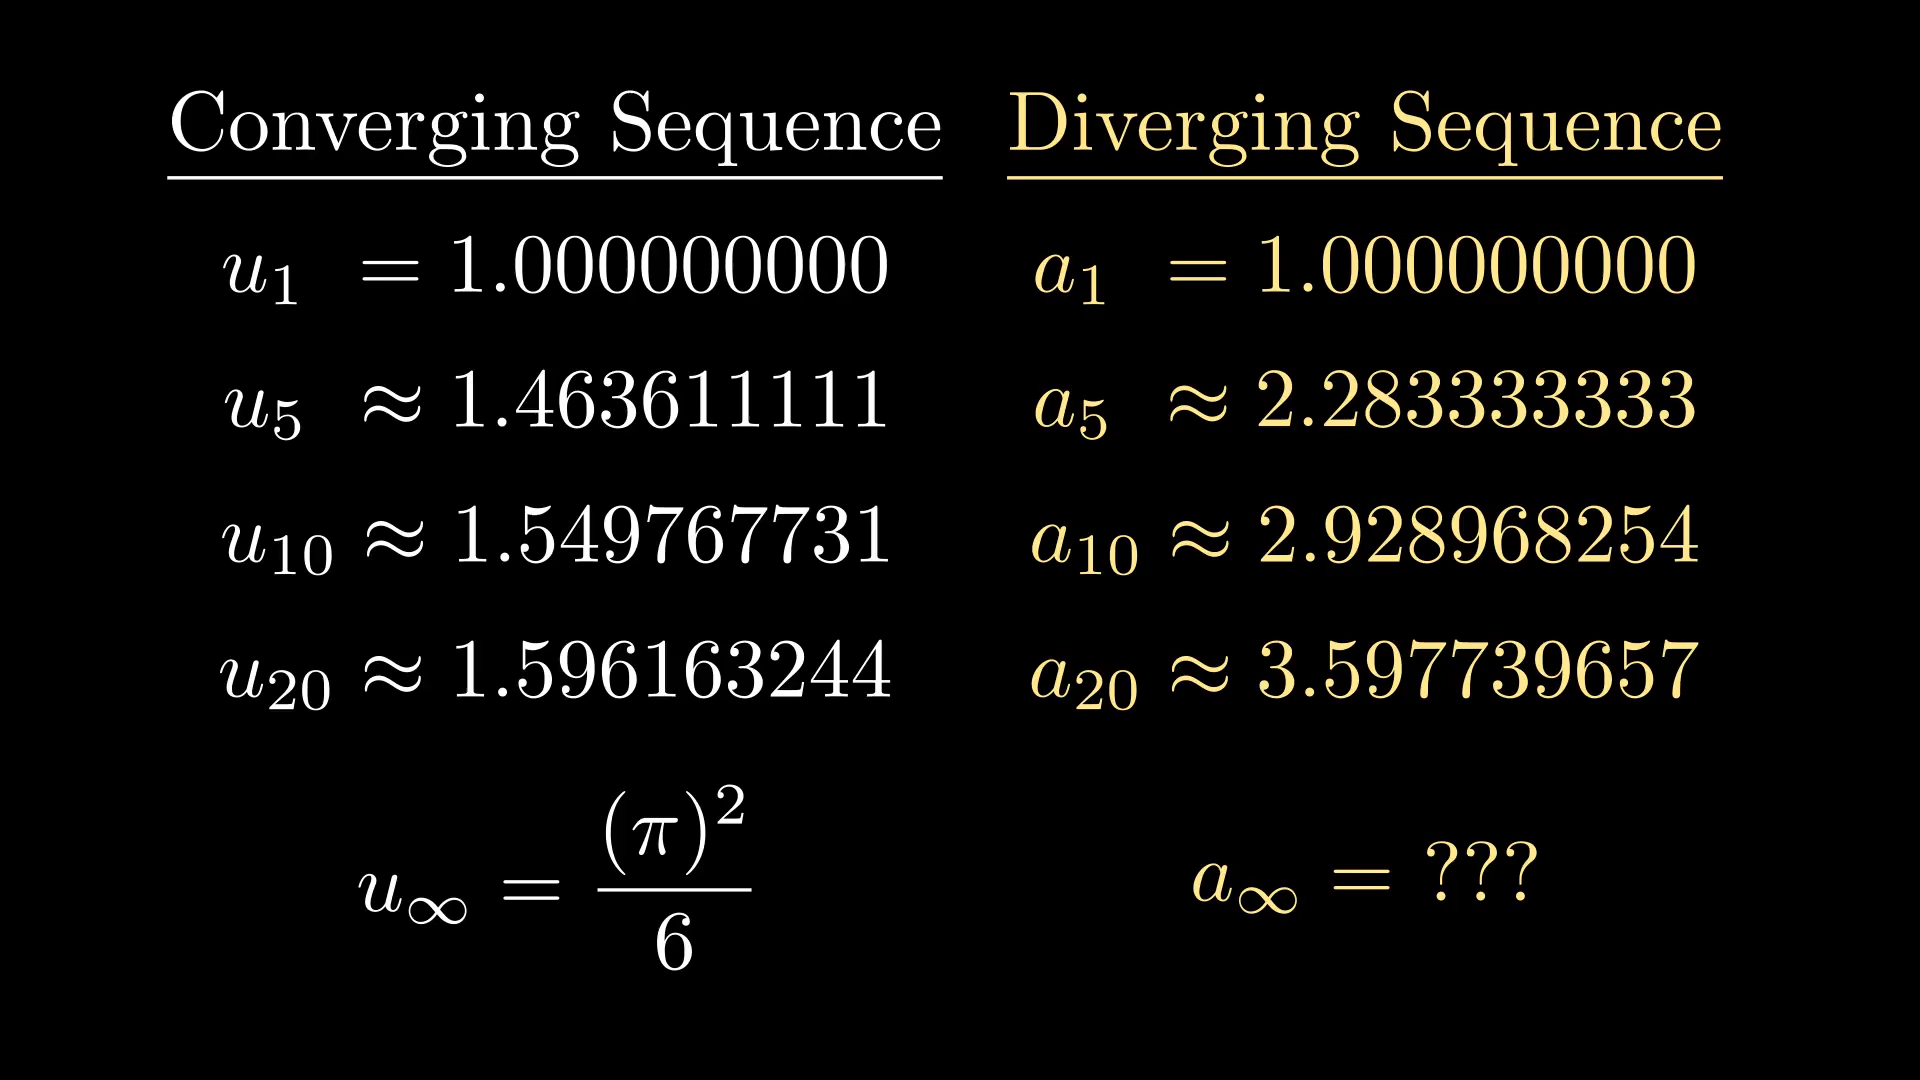 Converging Sequence
u₁ = 1.000000000
u₅ ≈ 1.463611111
u₁₀ ≈ 1.549767731
u₂₀ ≈ 1.596163244
u∞ = (π)²/6
Diverging Sequence
a₁ = 1.000000000
a₅ ≈ 2.283333333
a₁₀ ≈ 2.928968254
a₂₀ ≈ 3.597739657
a∞ = ???